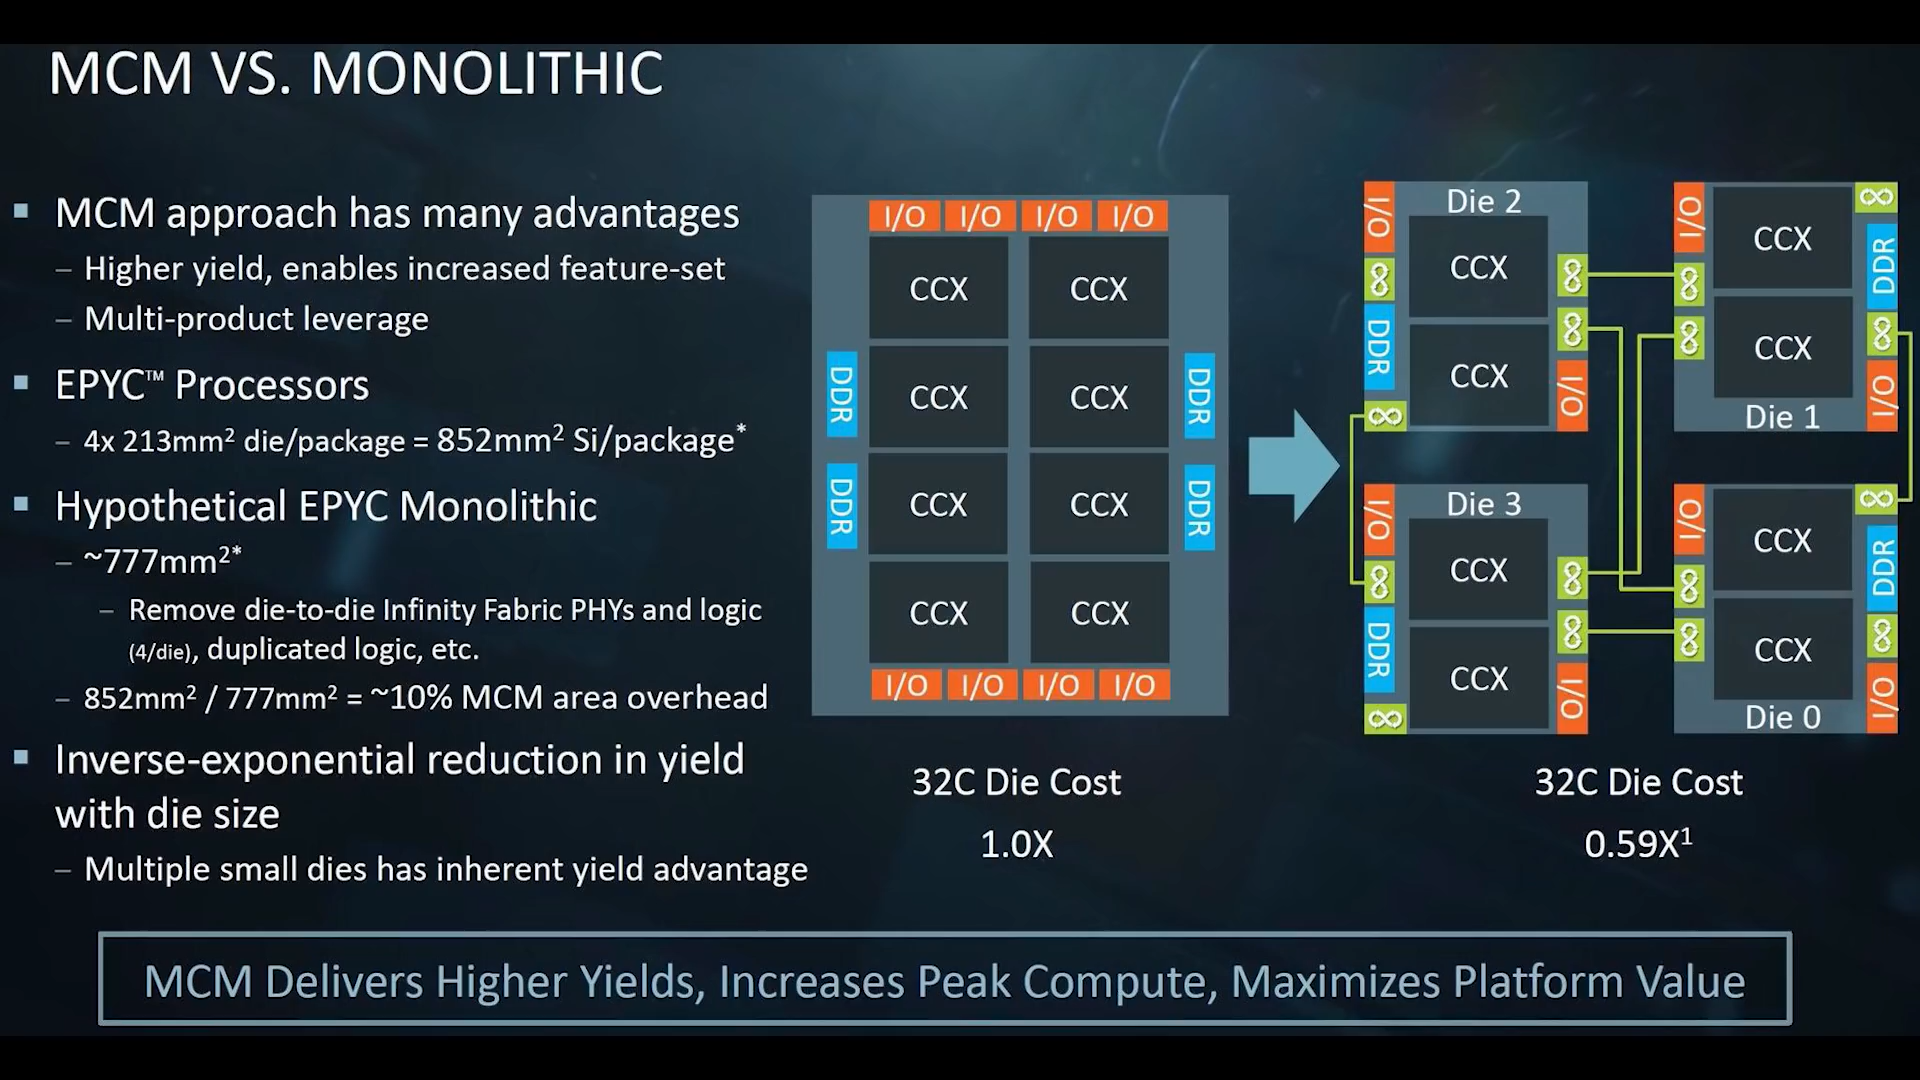 MCM VS. MONOLITHIC
▪ MCM approach has many advantages
– Higher yield, enables increased feature-set
– Multi-product leverage
▪ EPYC™ Processors
– 4x 213mm² die/package = 852mm² Si/package*
▪ Hypothetical EPYC Monolithic
– ~777mm²*
– Remove die-to-die Infinity Fabric PHYs and logic
(4/die), duplicated logic, etc.
– 852mm² / 777mm² = ~10% MCM area overhead
▪ Inverse-exponential reduction in yield
with die size
– Multiple small dies has inherent yield advantage
I/O I/O I/O I/O
CCX CCX
DDR CCX CCX DDR
DDR CCX CCX DDR
CCX CCX
I/O I/O I/O I/O
32C Die Cost
1.0X
Die 2
I/O
CCX
∞
∞
DDR
∞
CCX
I/O
∞
I/O
CCX
∞
∞
DDR
∞
CCX
∞
I/O
Die 1
Die 3
I/O
CCX
∞
∞
DDR
∞
CCX
I/O
∞
I/O
CCX
∞
∞
DDR
∞
CCX
∞
I/O
Die 0
32C Die Cost
0.59X¹
MCM Delivers Higher Yields, Increases Peak Compute, Maximizes Platform Value